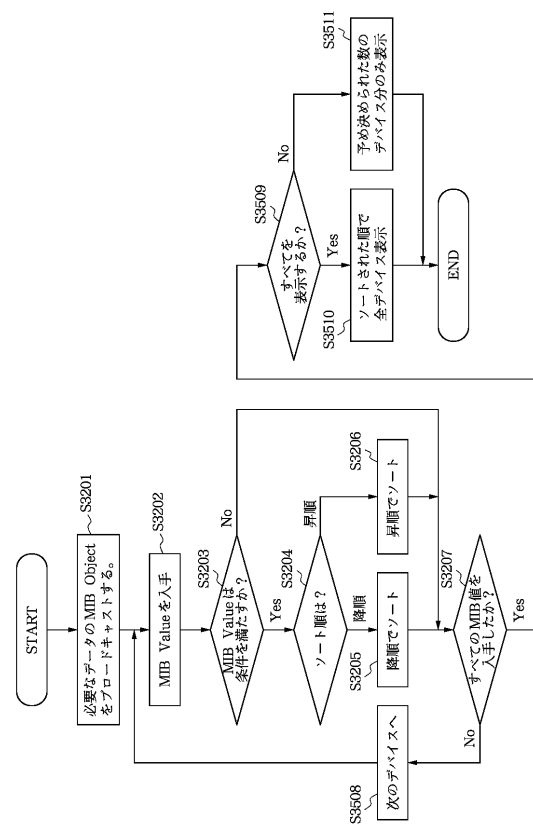 START
S3201
必要なデータのMIB Object
をブロードキャストする。
S3202
MIB Valueを入手
S3203
MIB Valueは
条件を満たすか？
No
Yes
S3204
ソート順は？
昇順
降順
S3205
降順でソート
S3206
昇順でソート
S3207
すべてのMIB値を
入手したか？
No
Yes
S3508
次のデバイスへ
S3509
すべてを
表示するか？
No
Yes
S3510
ソートされた順で
全デバイス表示
S3511
予め決められた数の
デバイス分のみ表示
END